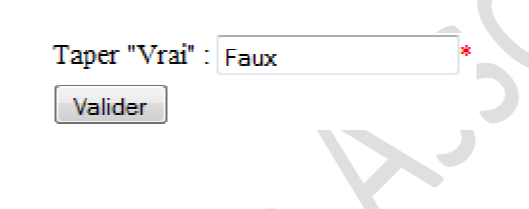 Taper "Vrai" : Faux *
Valider